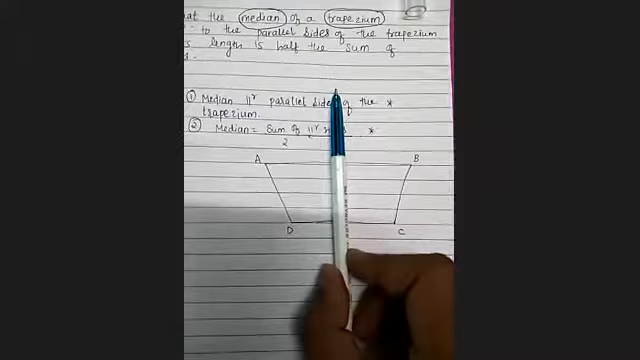 at the median of a trapezium
to the parallel sides of the trapezium
s length is half the sum of
① Median ||r parallel sides of the *
trapezium.
② Median = Sum of ||r *
2
A B
D C